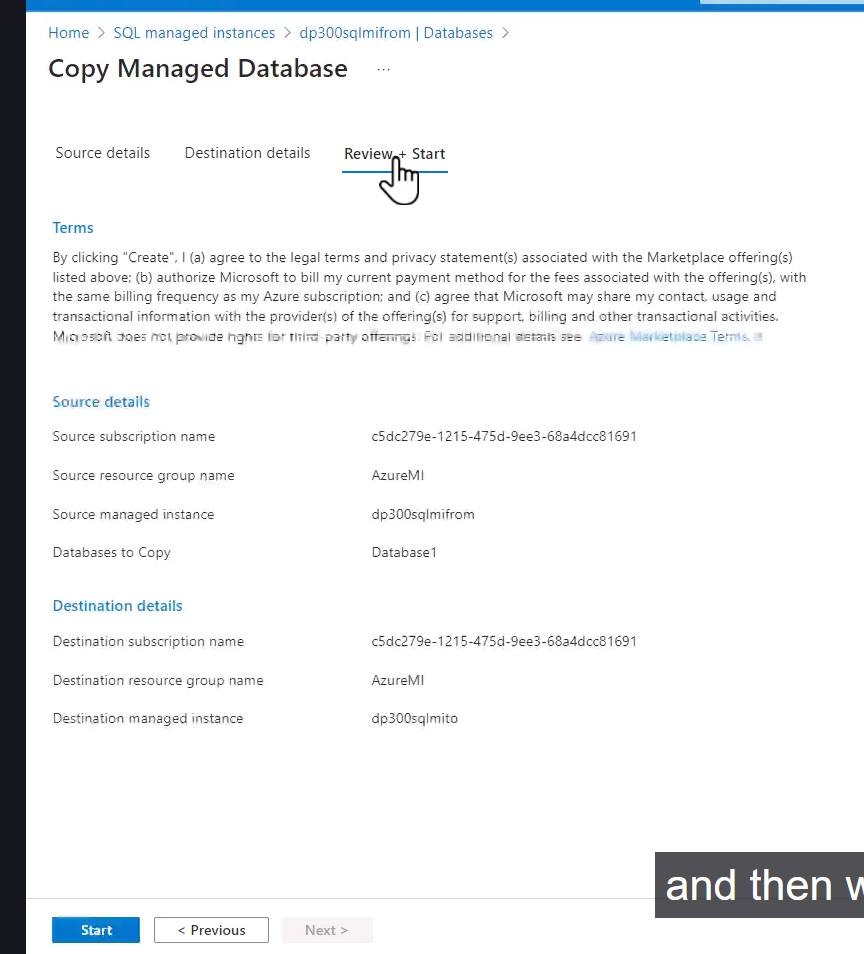 Home > SQL managed instances > dp300sqlmifrom | Databases >
Copy Managed Database ...
Source details Destination details Review + Start
Terms
By clicking "Create", I (a) agree to the legal terms and privacy statement(s) associated with the Marketplace offering(s)
listed above; (b) authorize Microsoft to bill my current payment method for the fees associated with the offering(s), with
the same billing frequency as my Azure subscription; and (c) agree that Microsoft may share my contact, usage and
transactional information with the provider(s) of the offering(s) for support, billing and other transactional activities.
Microsoft does not provide rights for third-party offerings. For additional details see Azure Marketplace Terms.
Source details
Source subscription name c5dc279e-1215-475d-9ee3-68a4dcc81691
Source resource group name AzureMI
Source managed instance dp300sqlmifrom
Databases to Copy Database1
Destination details
Destination subscription name c5dc279e-1215-475d-9ee3-68a4dcc81691
Destination resource group name AzureMI
Destination managed instance dp300sqlmito
and then w
Start < Previous Next >